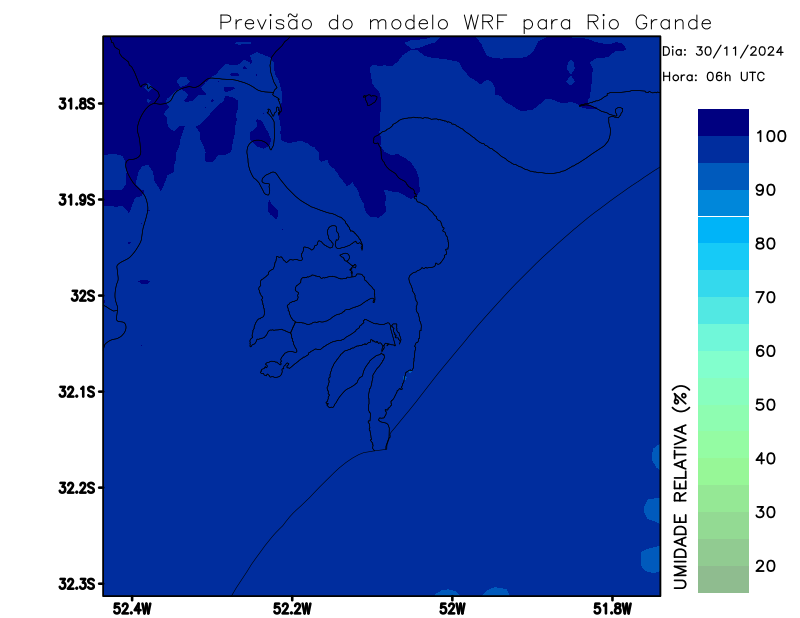 Previsão do modelo WRF para Rio Grande
Dia: 30/11/2024
Hora: 06h UTC
31.8S
31.9S
32S
32.1S
32.2S
32.3S
52.4W
52.2W
52W
51.8W
100
90
80
70
60
50
40
30
20
UMIDADE RELATIVA (%)